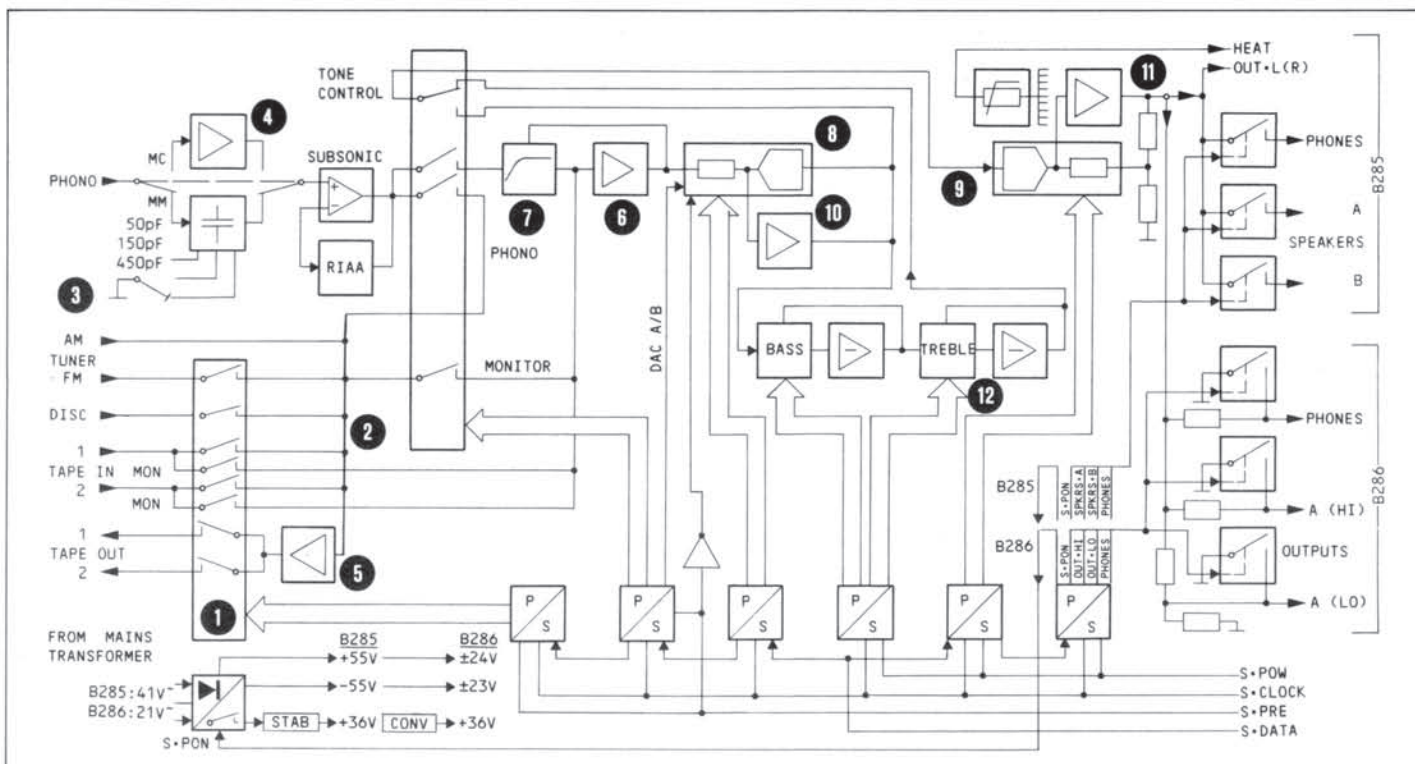 HEAT
OUT•L(R)
TONE
CONTROL
11
4
8
MC
SUBSONIC
PHONES
PHONO
B285
MM
9
A
50pF
150pF
450pF
7
6
10
SPEAKERS
RIAA
PHONO
B
3
AM
TUNER
FM
MONITOR
DAC A/B
BASS
TREBLE
DISC
2
12
1
TAPE IN MON
2
MON
PHONES
B286
B285
S•PON
SPKRS•A
SPKRS•B
PHONES
A (HI)
1
TAPE OUT
2
5
B286
S•PON
OUT•HI
OUT•LO
PHONES
OUTPUTS
1
P
S
P
S
P
S
P
S
P
S
P
S
A (LO)
FROM MAINS
TRANSFORMER
B285 B286
+55V ±24V
B285:41V~
-55V ±23V
B286:21V~
STAB +36V CONV +36V
S•PON
S•POW
S•CLOCK
S•PRE
S•DATA